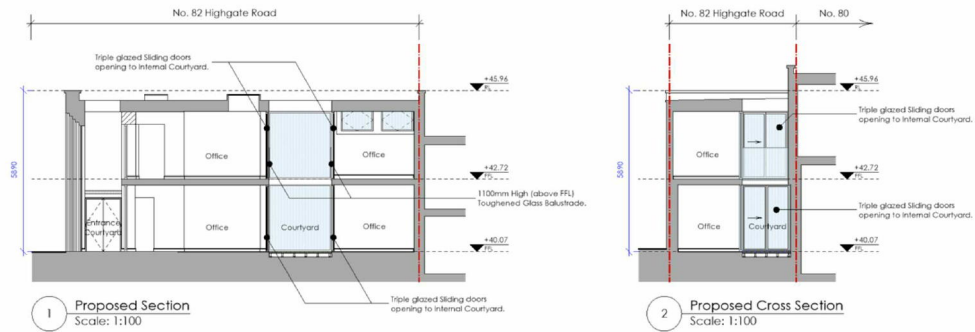 No. 82 Highgate Road
Triple glazed Sliding doors
opening to Internal Courtyard.
+45.96
RL
5890
Office
Office
+42.72
FFL
1100mm High (above FFL)
Toughened Glass Balustrade.
Entrance
Courtyard
Office
Courtyard
Office
+40.07
FFL
Triple glazed Sliding doors
opening to Internal Courtyard.
1
Proposed Section
Scale: 1:100
No. 82 Highgate Road
No. 80
+45.96
RL
Triple glazed Sliding doors
opening to Internal Courtyard.
5890
Office
+42.72
FFL
Triple glazed Sliding doors
opening to Internal Courtyard.
Office
Courtyard
+40.07
FFL
2
Proposed Cross Section
Scale: 1:100